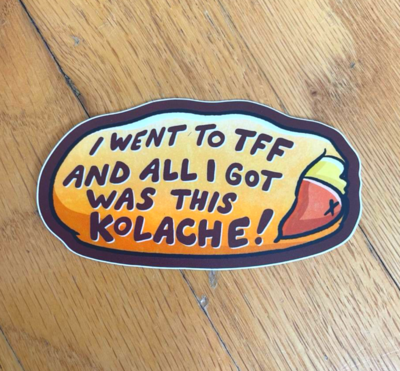 I WENT TO TFF
AND ALL I GOT
WAS THIS
KOLACHE!